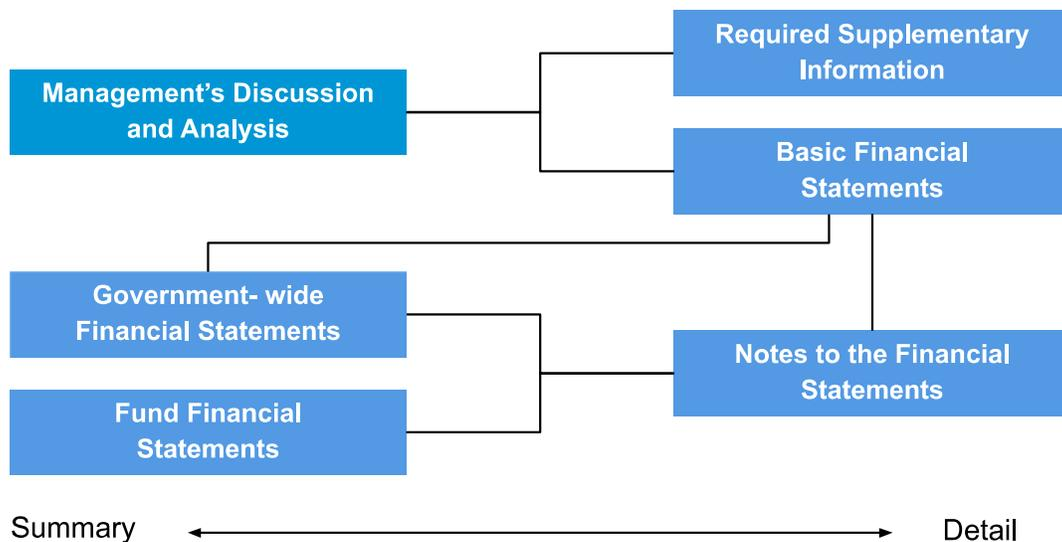 Required Supplementary
Information
Management’s Discussion
and Analysis
Basic Financial
Statements
Government- wide
Financial Statements
Notes to the Financial
Statements
Fund Financial
Statements
Summary
Detail